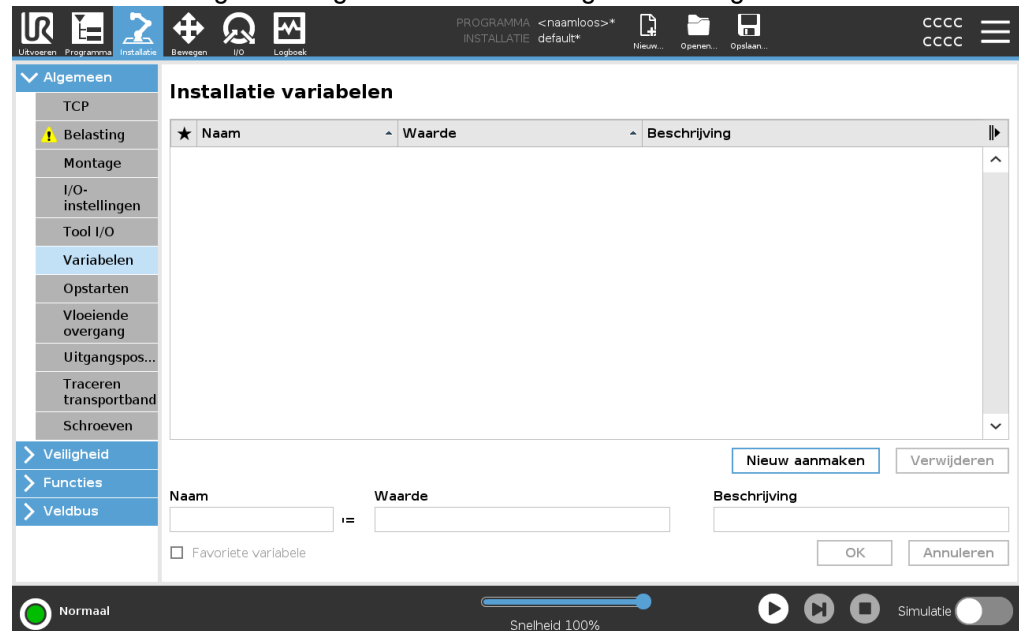 PROGRAMMA <naamloos>*
INSTALLATIE default*
UR
Uitvoeren Programma Installatie Bewegen I/O Logboek
Nieuw... Openen... Opslaan...
CCCC
CCCC
Algemeen
TCP
Belasting
Montage
I/O-
instellingen
Tool I/O
Variabelen
Opstarten
Vloeiende
overgang
Uitgangspos...
Traceren
transportband
Schroeven
Veiligheid
Functies
Veldbus
Installatie variabelen
★ Naam Waarde Beschrijving
Nieuw aanmaken Verwijderen
Naam Waarde Beschrijving
:=
Favoriete variabele
OK Annuleren
Normaal
Snelheid 100%
Simulatie